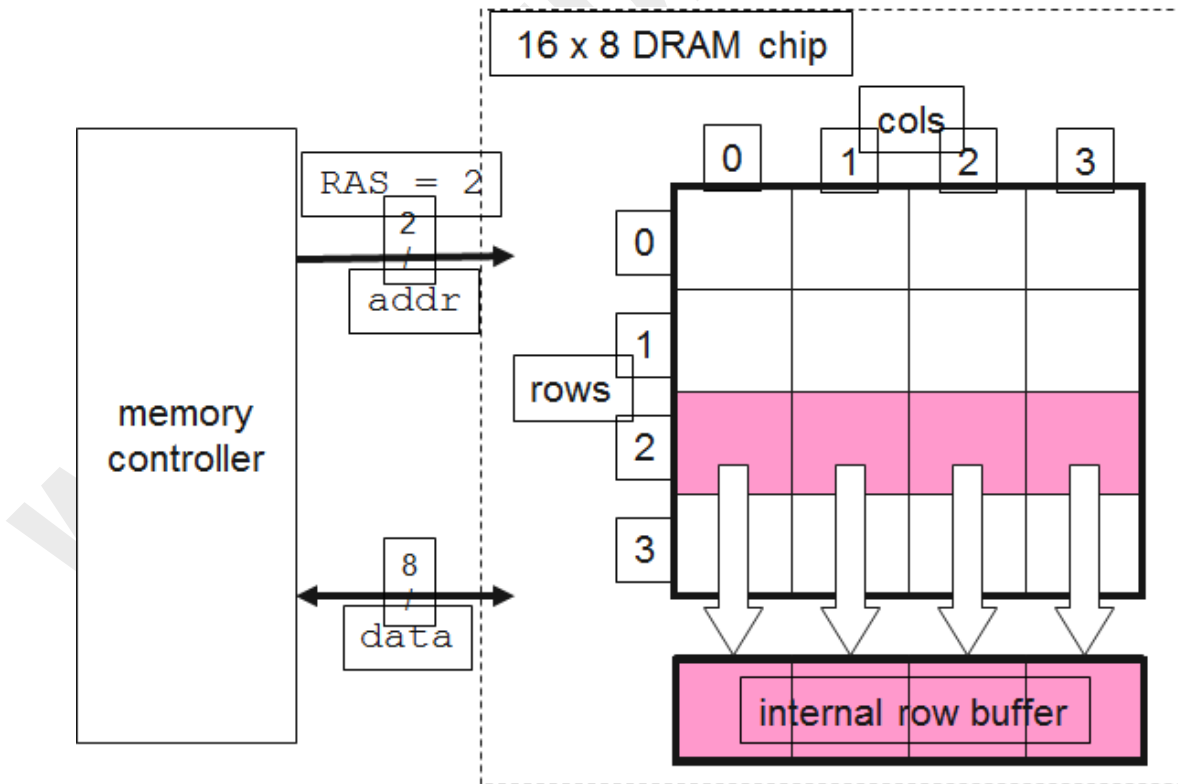 16 x 8 DRAM chip
cols
0 1 2 3
RAS = 2
2
/
addr
0
1
rows
2
3
memory
controller
8
/
data
internal row buffer